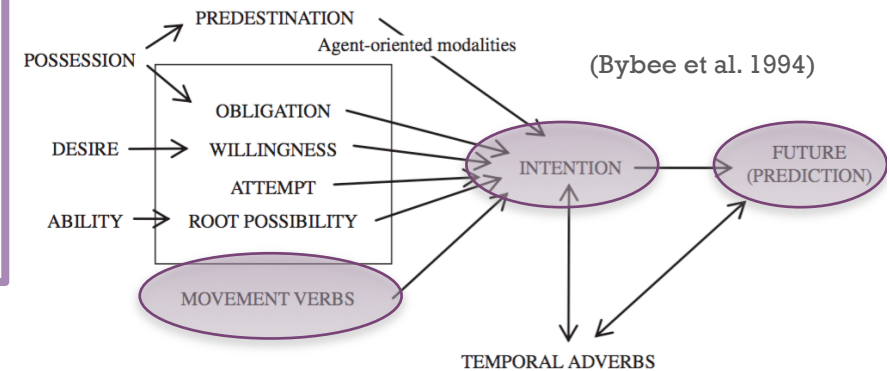 PREDESTINATION
Agent-oriented modalities
POSSESSION
(Bybee et al. 1994)
OBLIGATION
DESIRE
WILLINGNESS
INTENTION
FUTURE
(PREDICTION)
ATTEMPT
ABILITY
ROOT POSSIBILITY
MOVEMENT VERBS
TEMPORAL ADVERBS